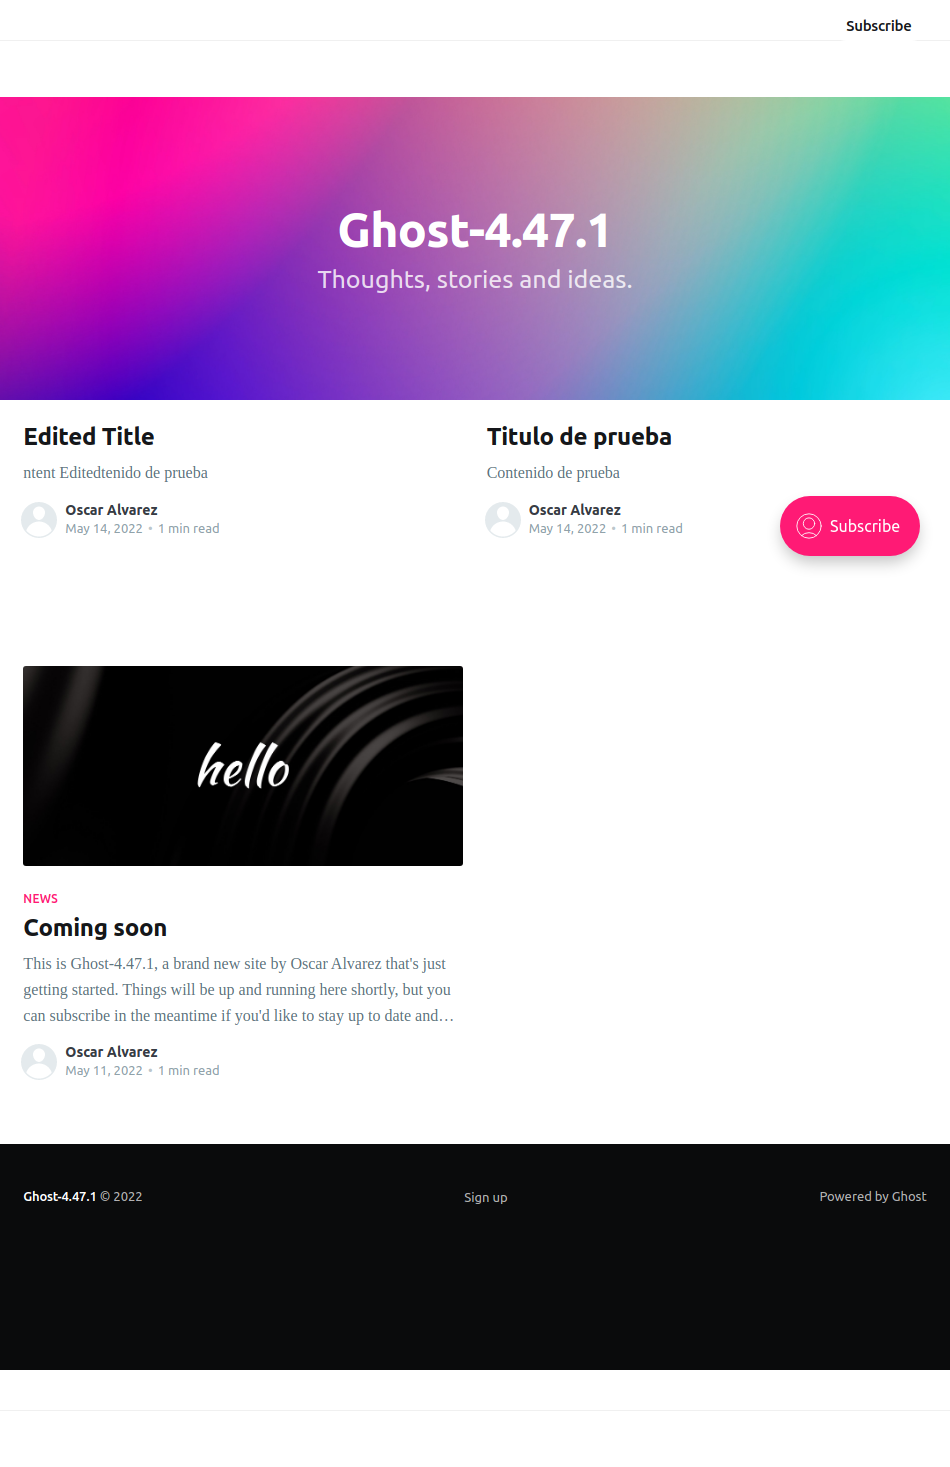 Subscribe
Ghost-4.47.1
Thoughts, stories and ideas.
Edited Title
ntent Editedtenido de prueba
Oscar Alvarez
May 14, 2022 • 1 min read
Titulo de prueba
Contenido de prueba
Oscar Alvarez
May 14, 2022 • 1 min read
Subscribe
hello
NEWS
Coming soon
This is Ghost-4.47.1, a brand new site by Oscar Alvarez that's just
getting started. Things will be up and running here shortly, but you
can subscribe in the meantime if you'd like to stay up to date and…
Oscar Alvarez
May 11, 2022 • 1 min read
Ghost-4.47.1 © 2022
Sign up
Powered by Ghost